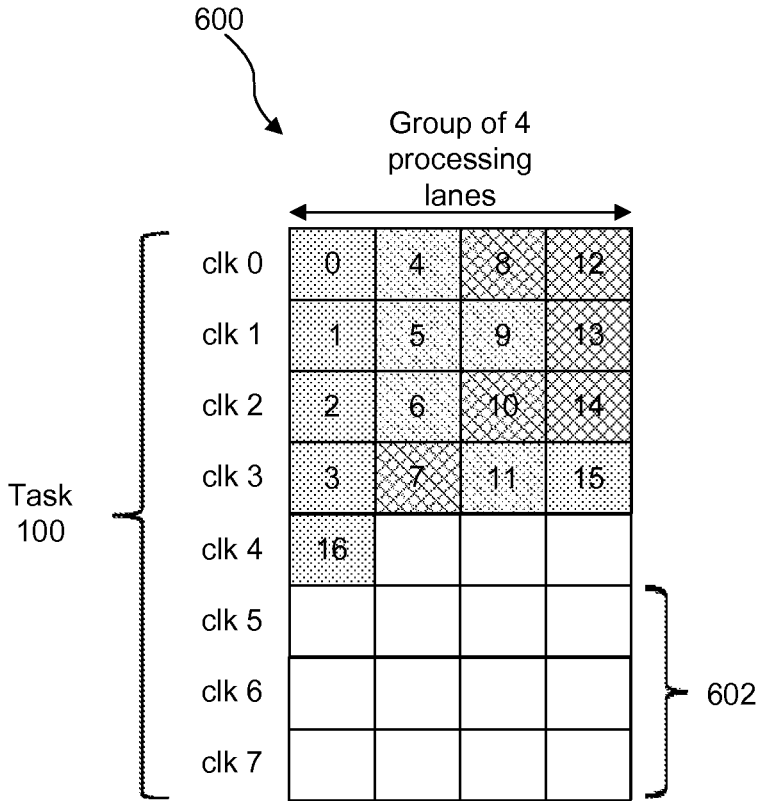 600
Group of 4
processing
lanes
clk 0 0 4 8 12
clk 1 1 5 9 13
clk 2 2 6 10 14
clk 3 3 7 11 15
Task
100
clk 4 16
clk 5
clk 6
602
clk 7